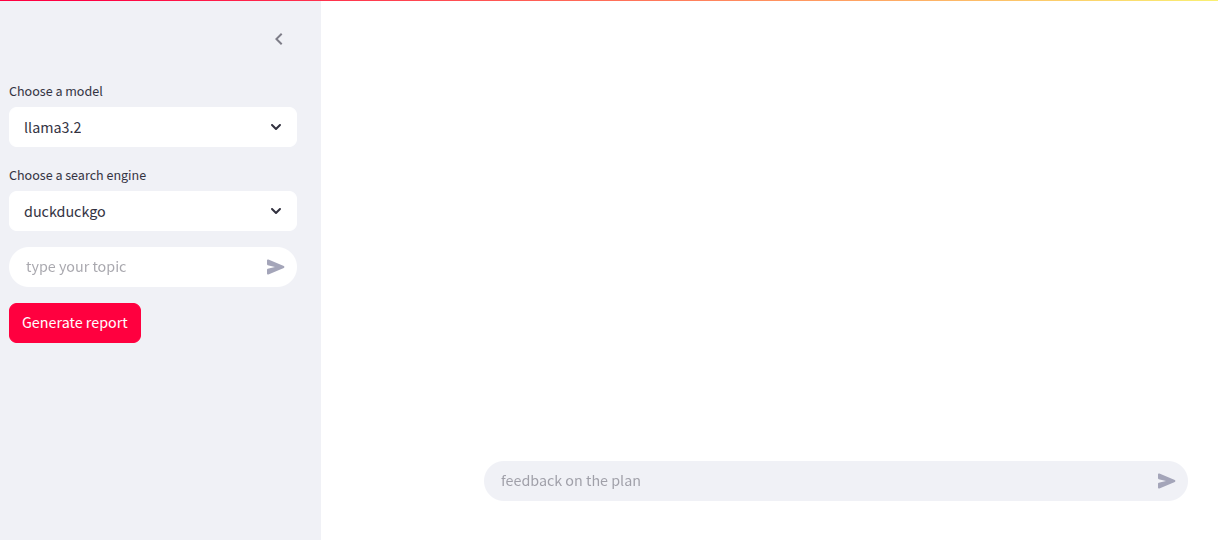 Choose a model
llama3.2
Choose a search engine
duckduckgo
type your topic
Generate report
feedback on the plan